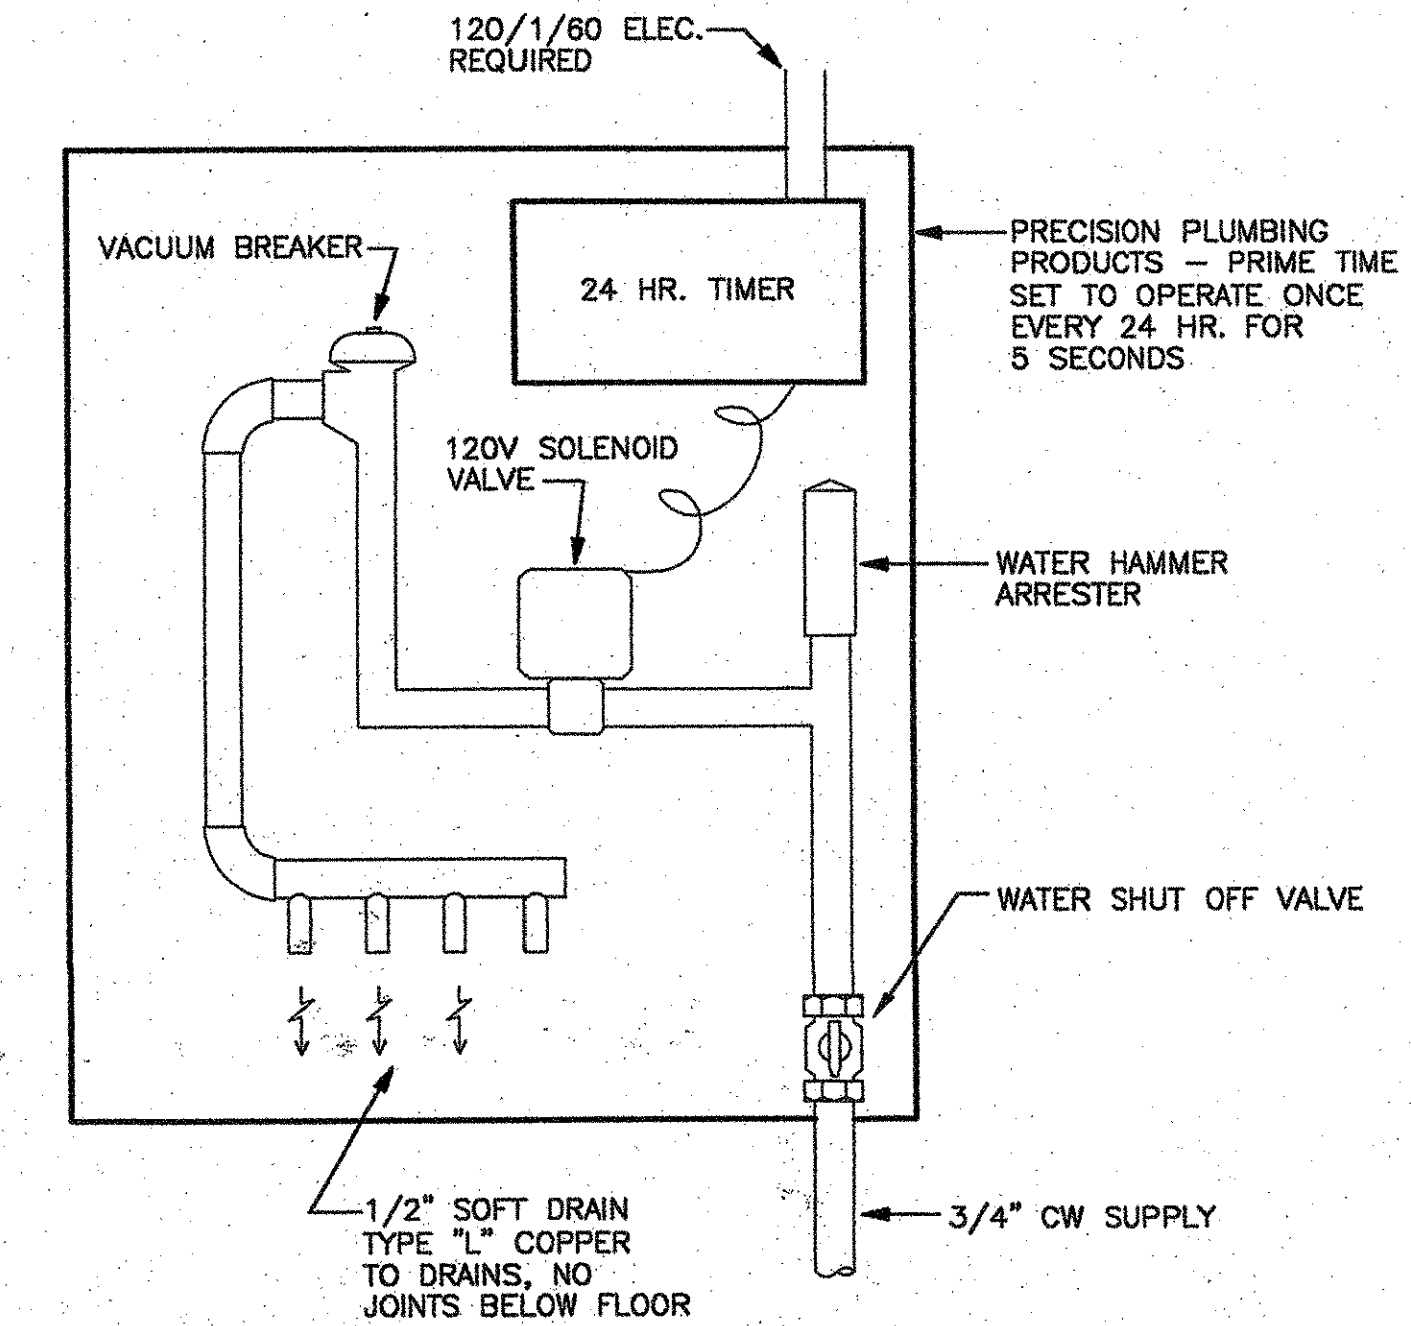 120/1/60 ELEC.
REQUIRED
VACUUM BREAKER
24 HR. TIMER
PRECISION PLUMBING
PRODUCTS – PRIME TIME
SET TO OPERATE ONCE
EVERY 24 HR. FOR
5 SECONDS
120V SOLENOID
VALVE
WATER HAMMER
ARRESTER
WATER SHUT OFF VALVE
1/2" SOFT DRAIN
TYPE "L" COPPER
TO DRAINS, NO
JOINTS BELOW FLOOR
3/4" CW SUPPLY